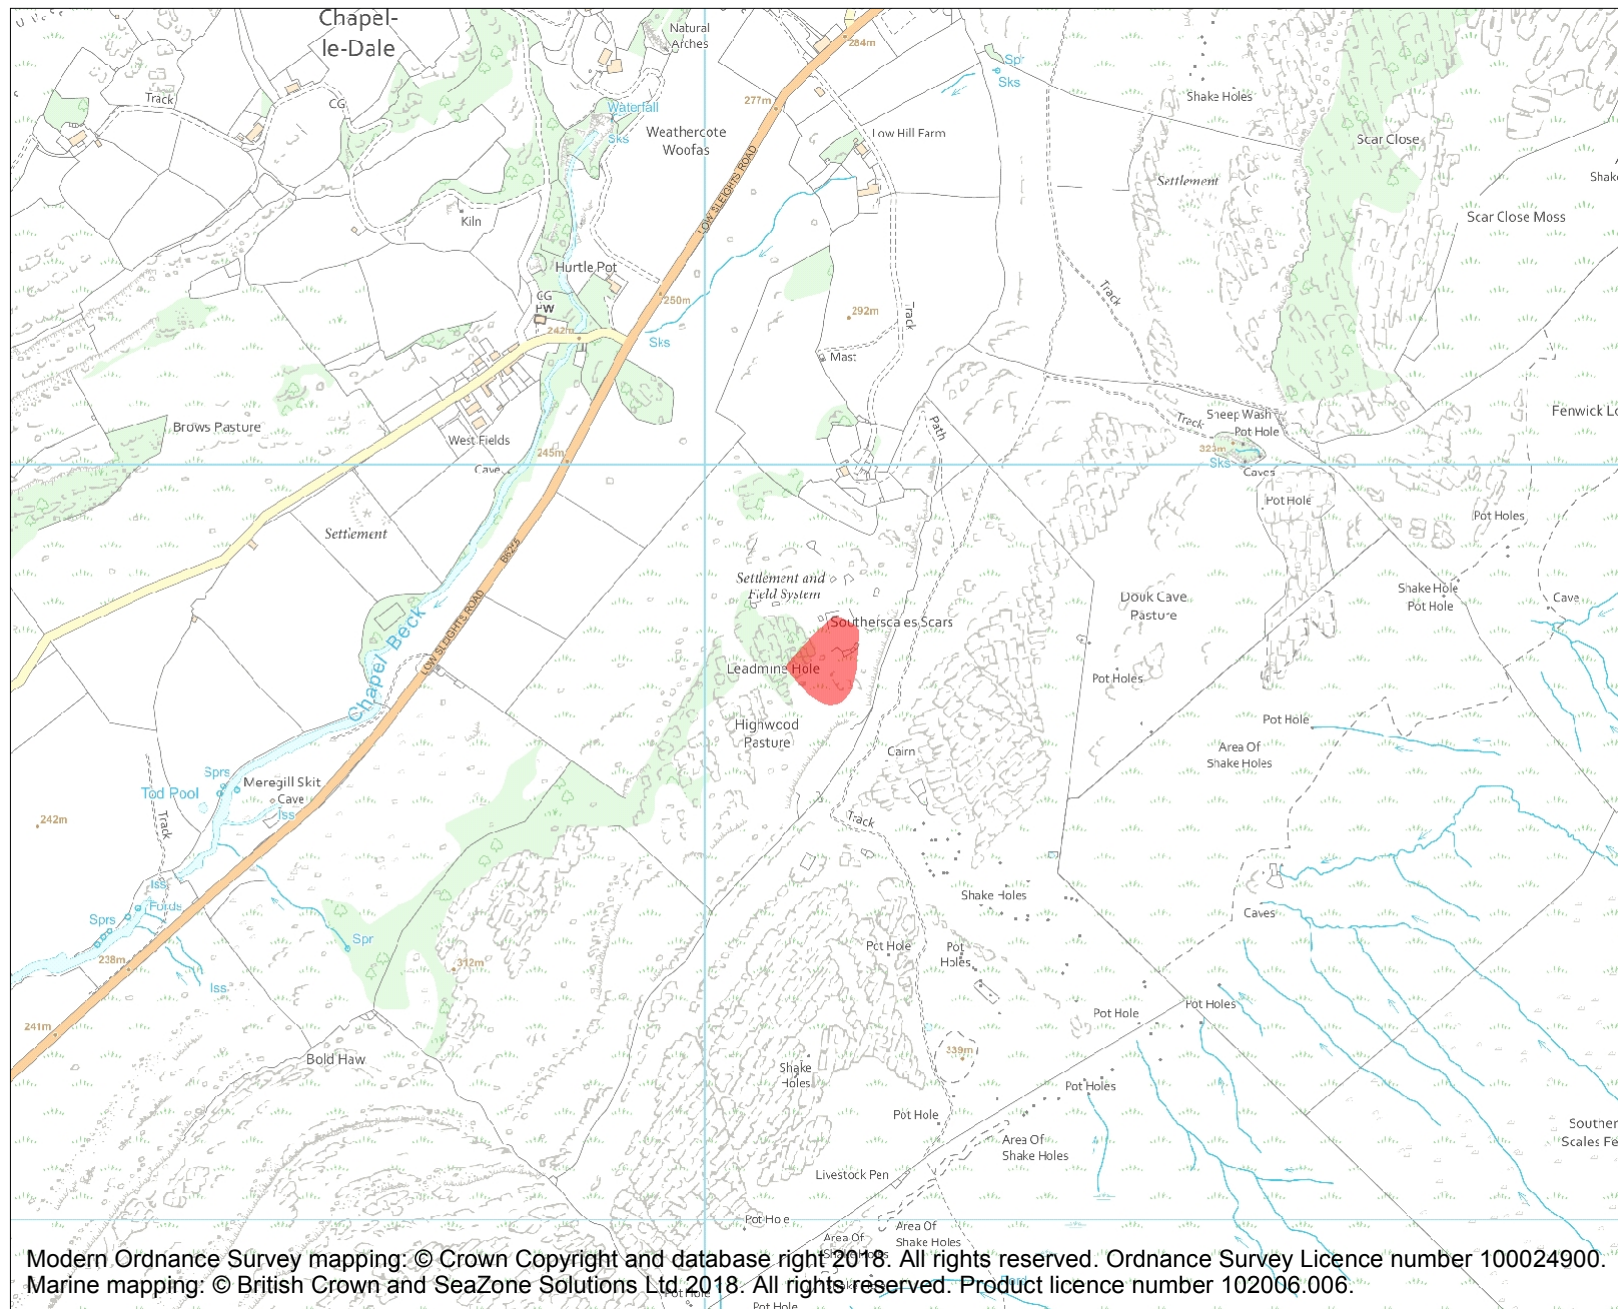 Chapel-
le-Dale
Natural
Arches
284m
Sks
Track
CG
277m
Waterfall
Sks
Weathercote
Woofas
Low Hill Farm
Shake Holes
Scar Close
Settlement
Scar Close Moss
Kiln
LOW SLEIGHTS ROAD
Hurtle Pot
CG
PW
250m
242m
Sks
292m
Track
Track
Mast
Brows Pasture
West Fields
Cave
245m
Path
Track
Sheep Wash
Pot Hole
323m
Sks
Caves
Pot Hole
Pot Holes
Settlement
B6255
Settlement and
Field System
Douk Cave
Pasture
Shake Hole
Pot Hole
Cave
Chapel Beck
LOW SLEIGHTS ROAD
Southerscales Scars
Leadmine Hole
Pot Holes
Highwood
Pasture
Cairn
Pot Hole
Area Of
Shake Holes
Sprs
Tod Pool
Meregill Skit
Cave
Iss
242m
Track
Track
Iss
Fords
Sprs
Spr
238m
312m
Iss
Shake Holes
Caves
Pot Hole
Pot
Holes
Pot Holes
Pot Hole
241m
Bold Haw
339m
Shake
Holes
Pot Holes
Pot Hole
Area Of
Shake Holes
Livestock Pen
Pot Hole
Area Of
Shake Holes
Area Of
Shake Holes
Modern Ordnance Survey mapping: © Crown Copyright and database right 2018. All rights reserved. Ordnance Survey Licence number 100024900.
Marine mapping: © British Crown and SeaZone Solutions Ltd 2018. All rights reserved. Product licence number 102006.006.
Pot Hole
Pot Hole